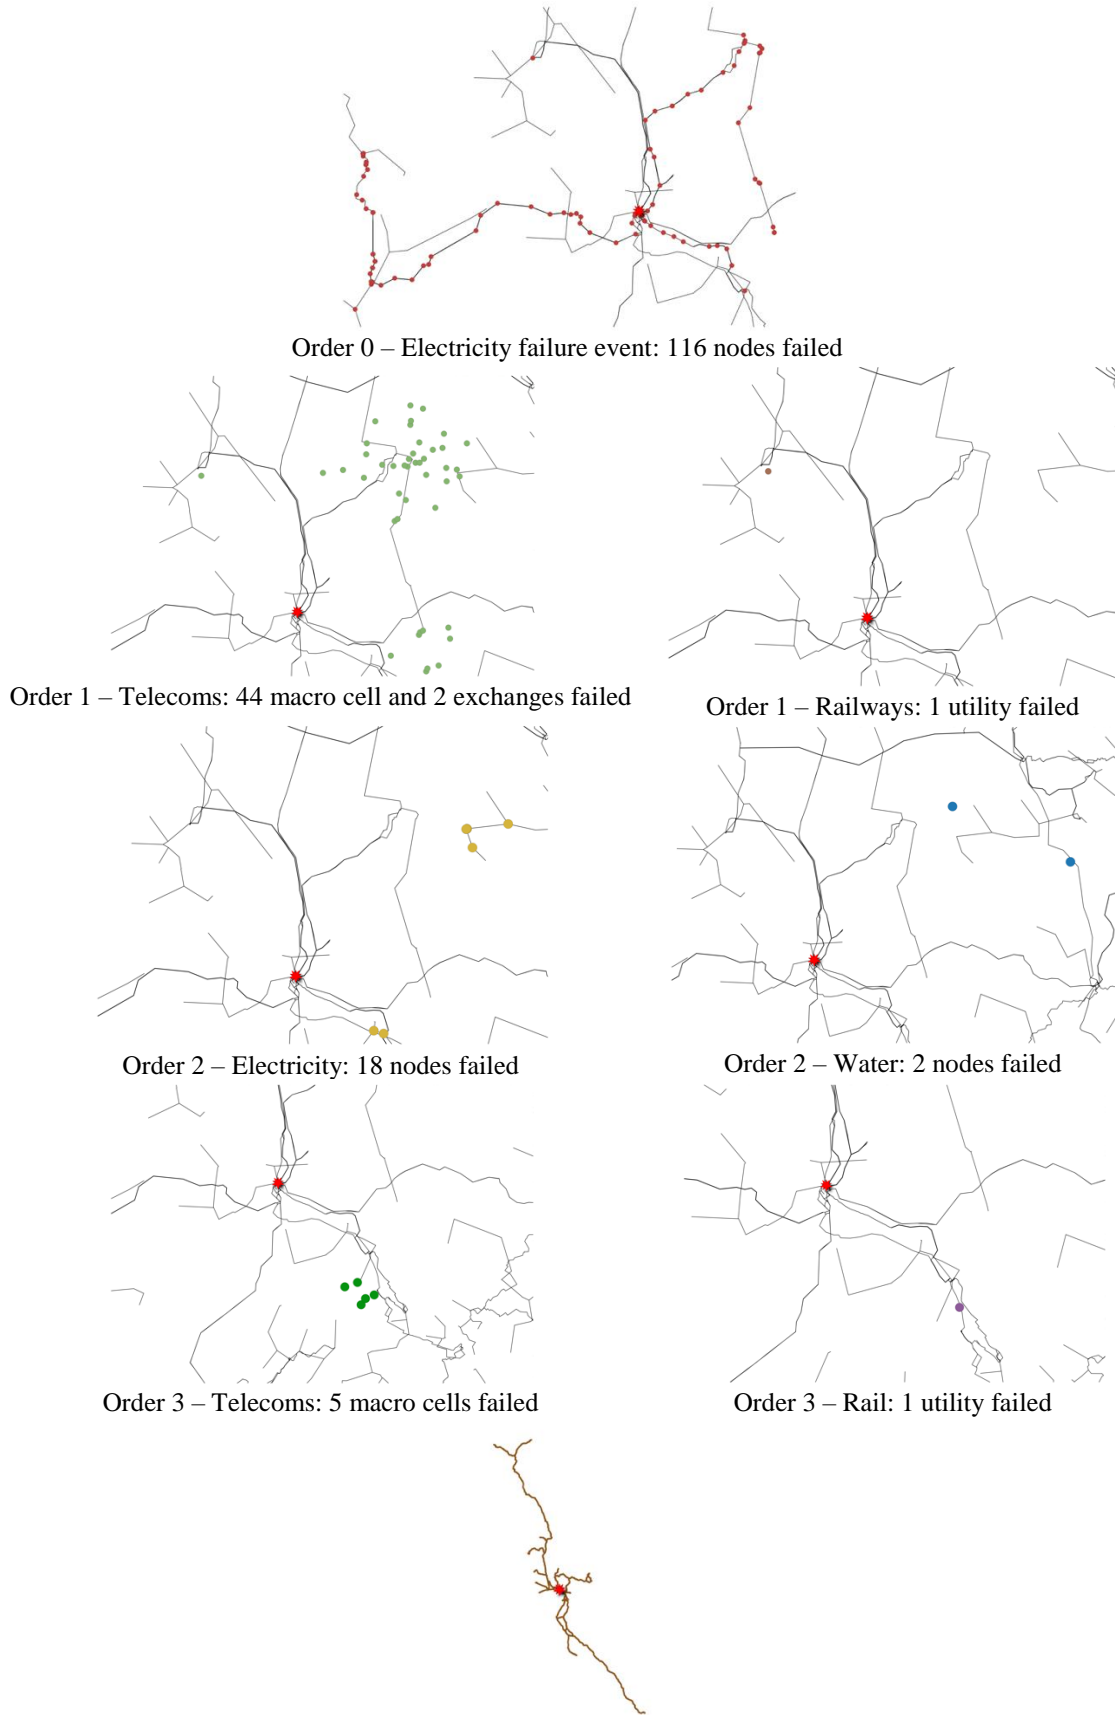 Order 0 – Electricity failure event: 116 nodes failed
Order 1 – Telecoms: 44 macro cell and 2 exchanges failed
Order 1 – Railways: 1 utility failed
Order 2 – Electricity: 18 nodes failed
Order 2 – Water: 2 nodes failed
Order 3 – Telecoms: 5 macro cells failed
Order 3 – Rail: 1 utility failed